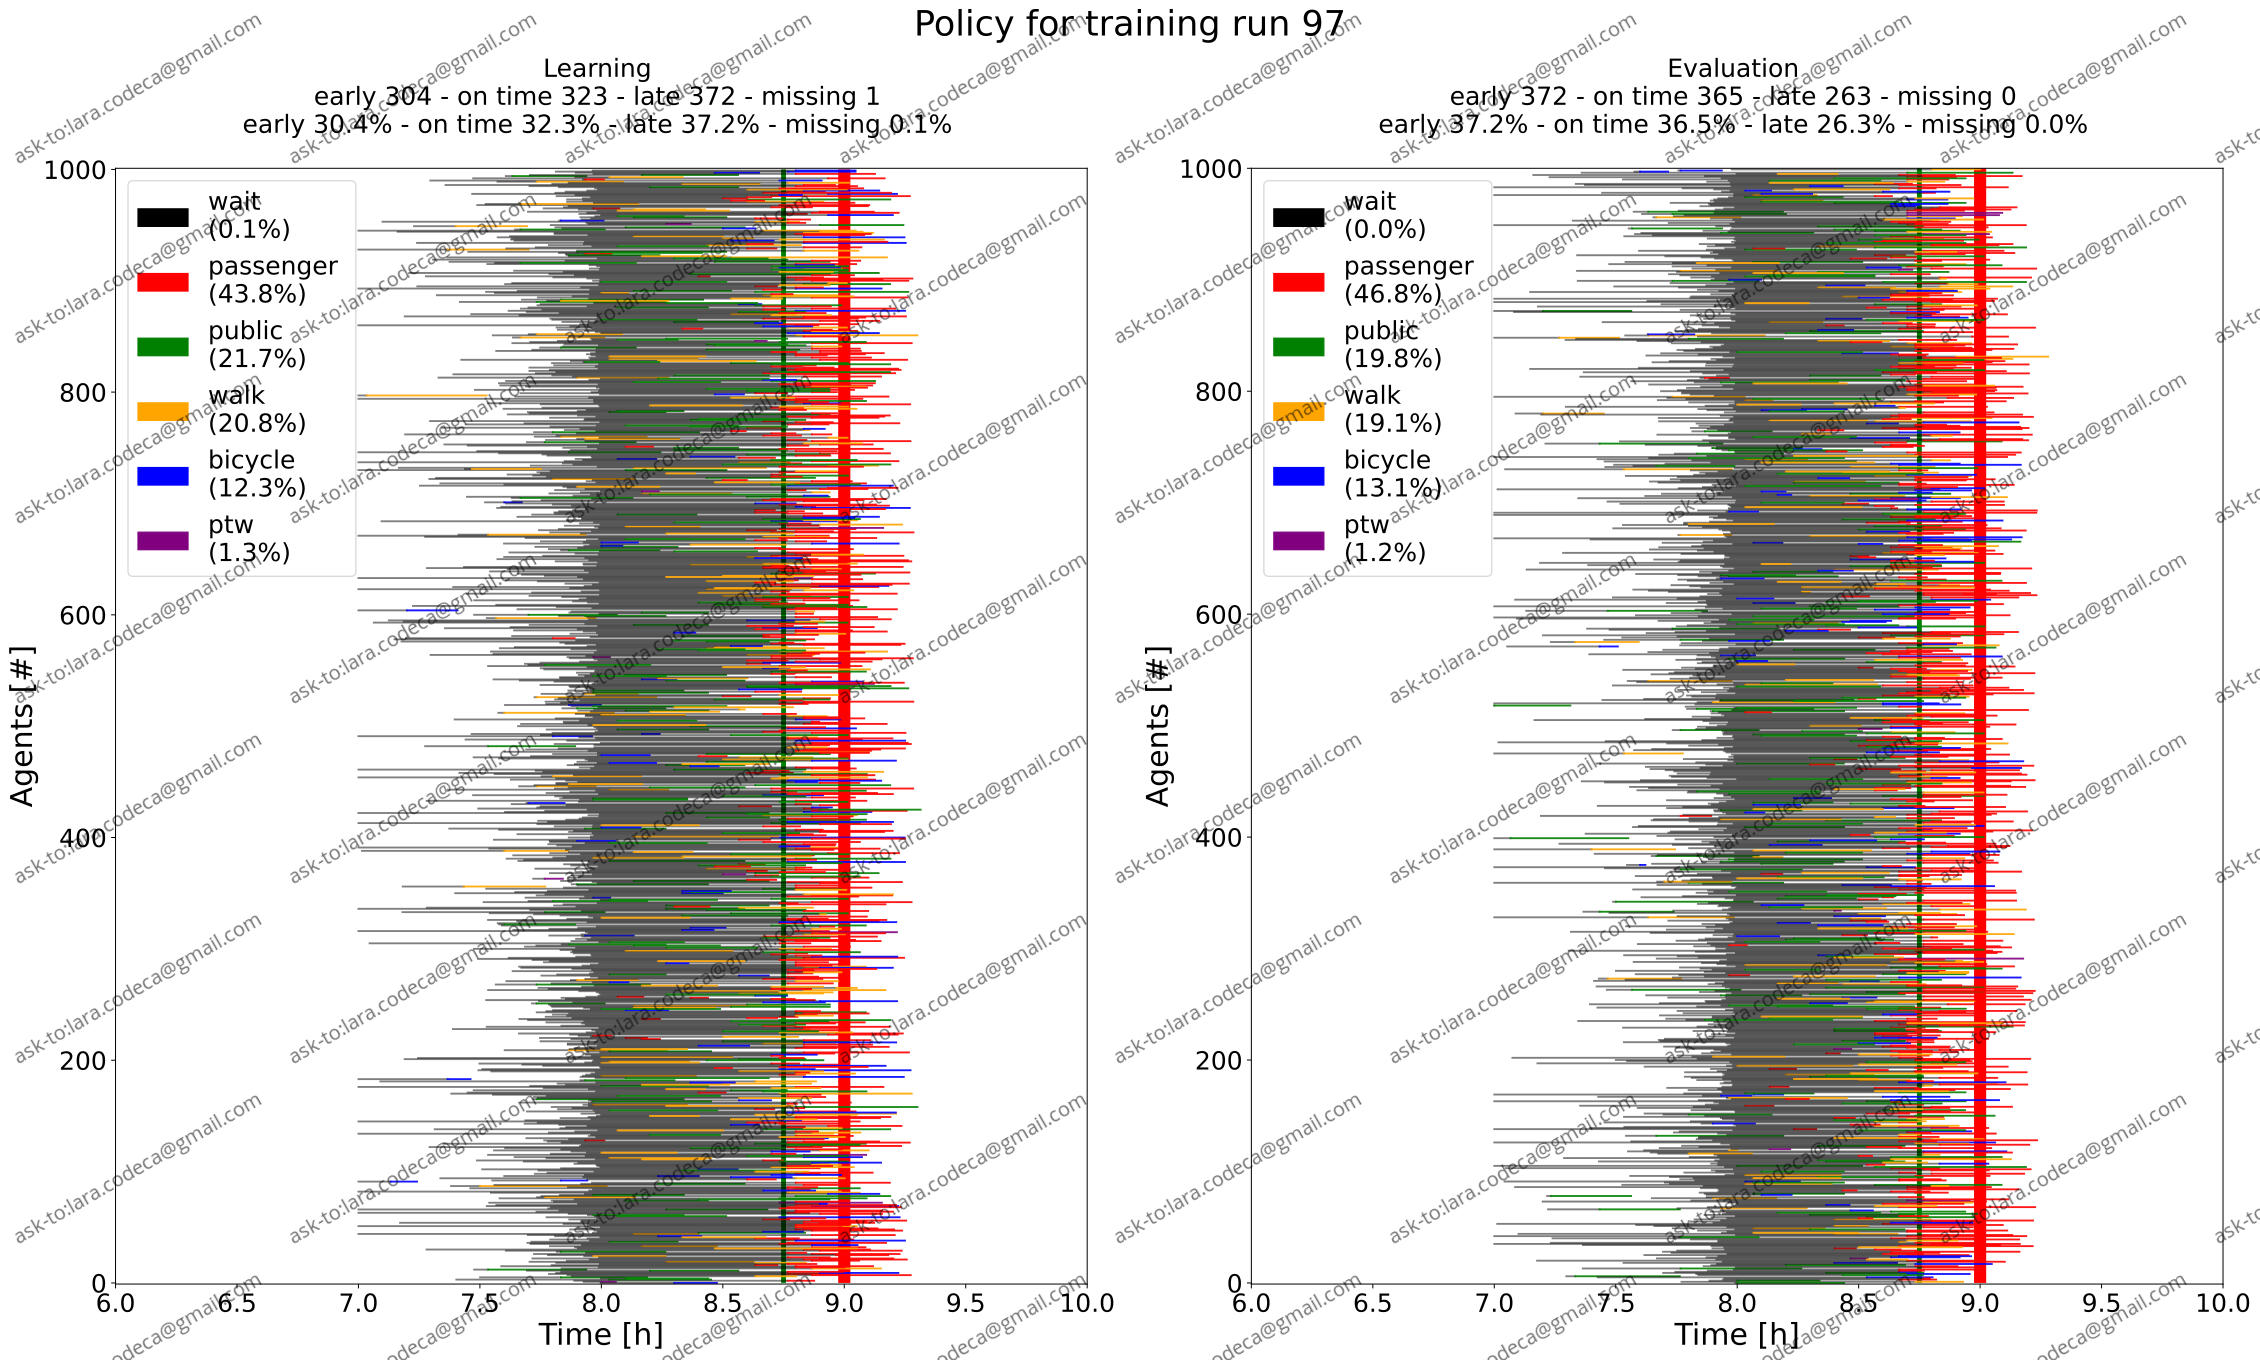 Policy for training run 97
Learning
early 304 - on time 323 - late 372 - missing 1
early 30.4% - on time 32.3% - late 37.2% - missing 0.1%
1000
800
600
400
200
0
Agents [#]
wait
(0.1%)
passenger
(43.8%)
public
(21.7%)
walk
(20.8%)
bicycle
(12.3%)
ptw
(1.3%)
6.0 6.5 7.0 7.5 8.0 8.5 9.0 9.5 10.0
Time [h]
Evaluation
early 372 - on time 365 - late 263 - missing 0
early 37.2% - on time 36.5% - late 26.3% - missing 0.0%
1000
800
600
400
200
0
Agents [#]
wait
(0.0%)
passenger
(46.8%)
public
(19.8%)
walk
(19.1%)
bicycle
(13.1%)
ptw
(1.2%)
6.0 6.5 7.0 7.5 8.0 8.5 9.0 9.5 10.0
Time [h]
ask-to:lara.codeca@gmail.com